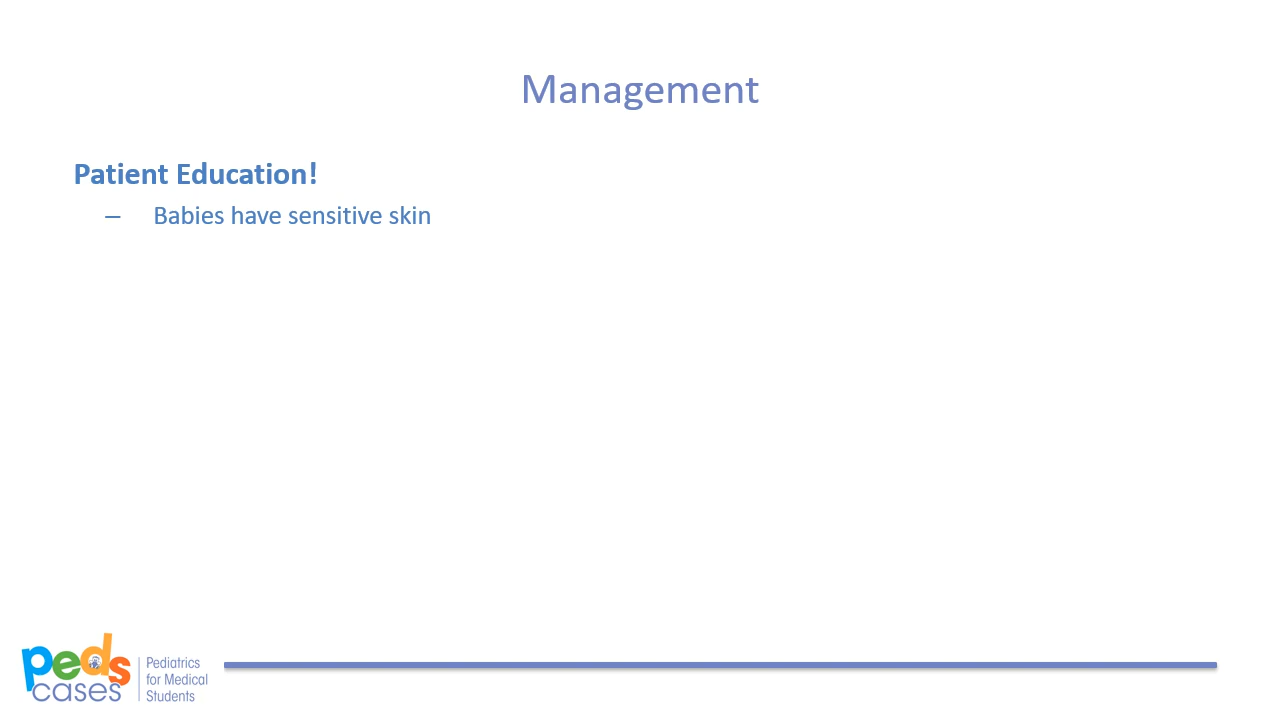 Management
Patient Education!
– Babies have sensitive skin
peds
cases
Pediatrics
for Medical
Students